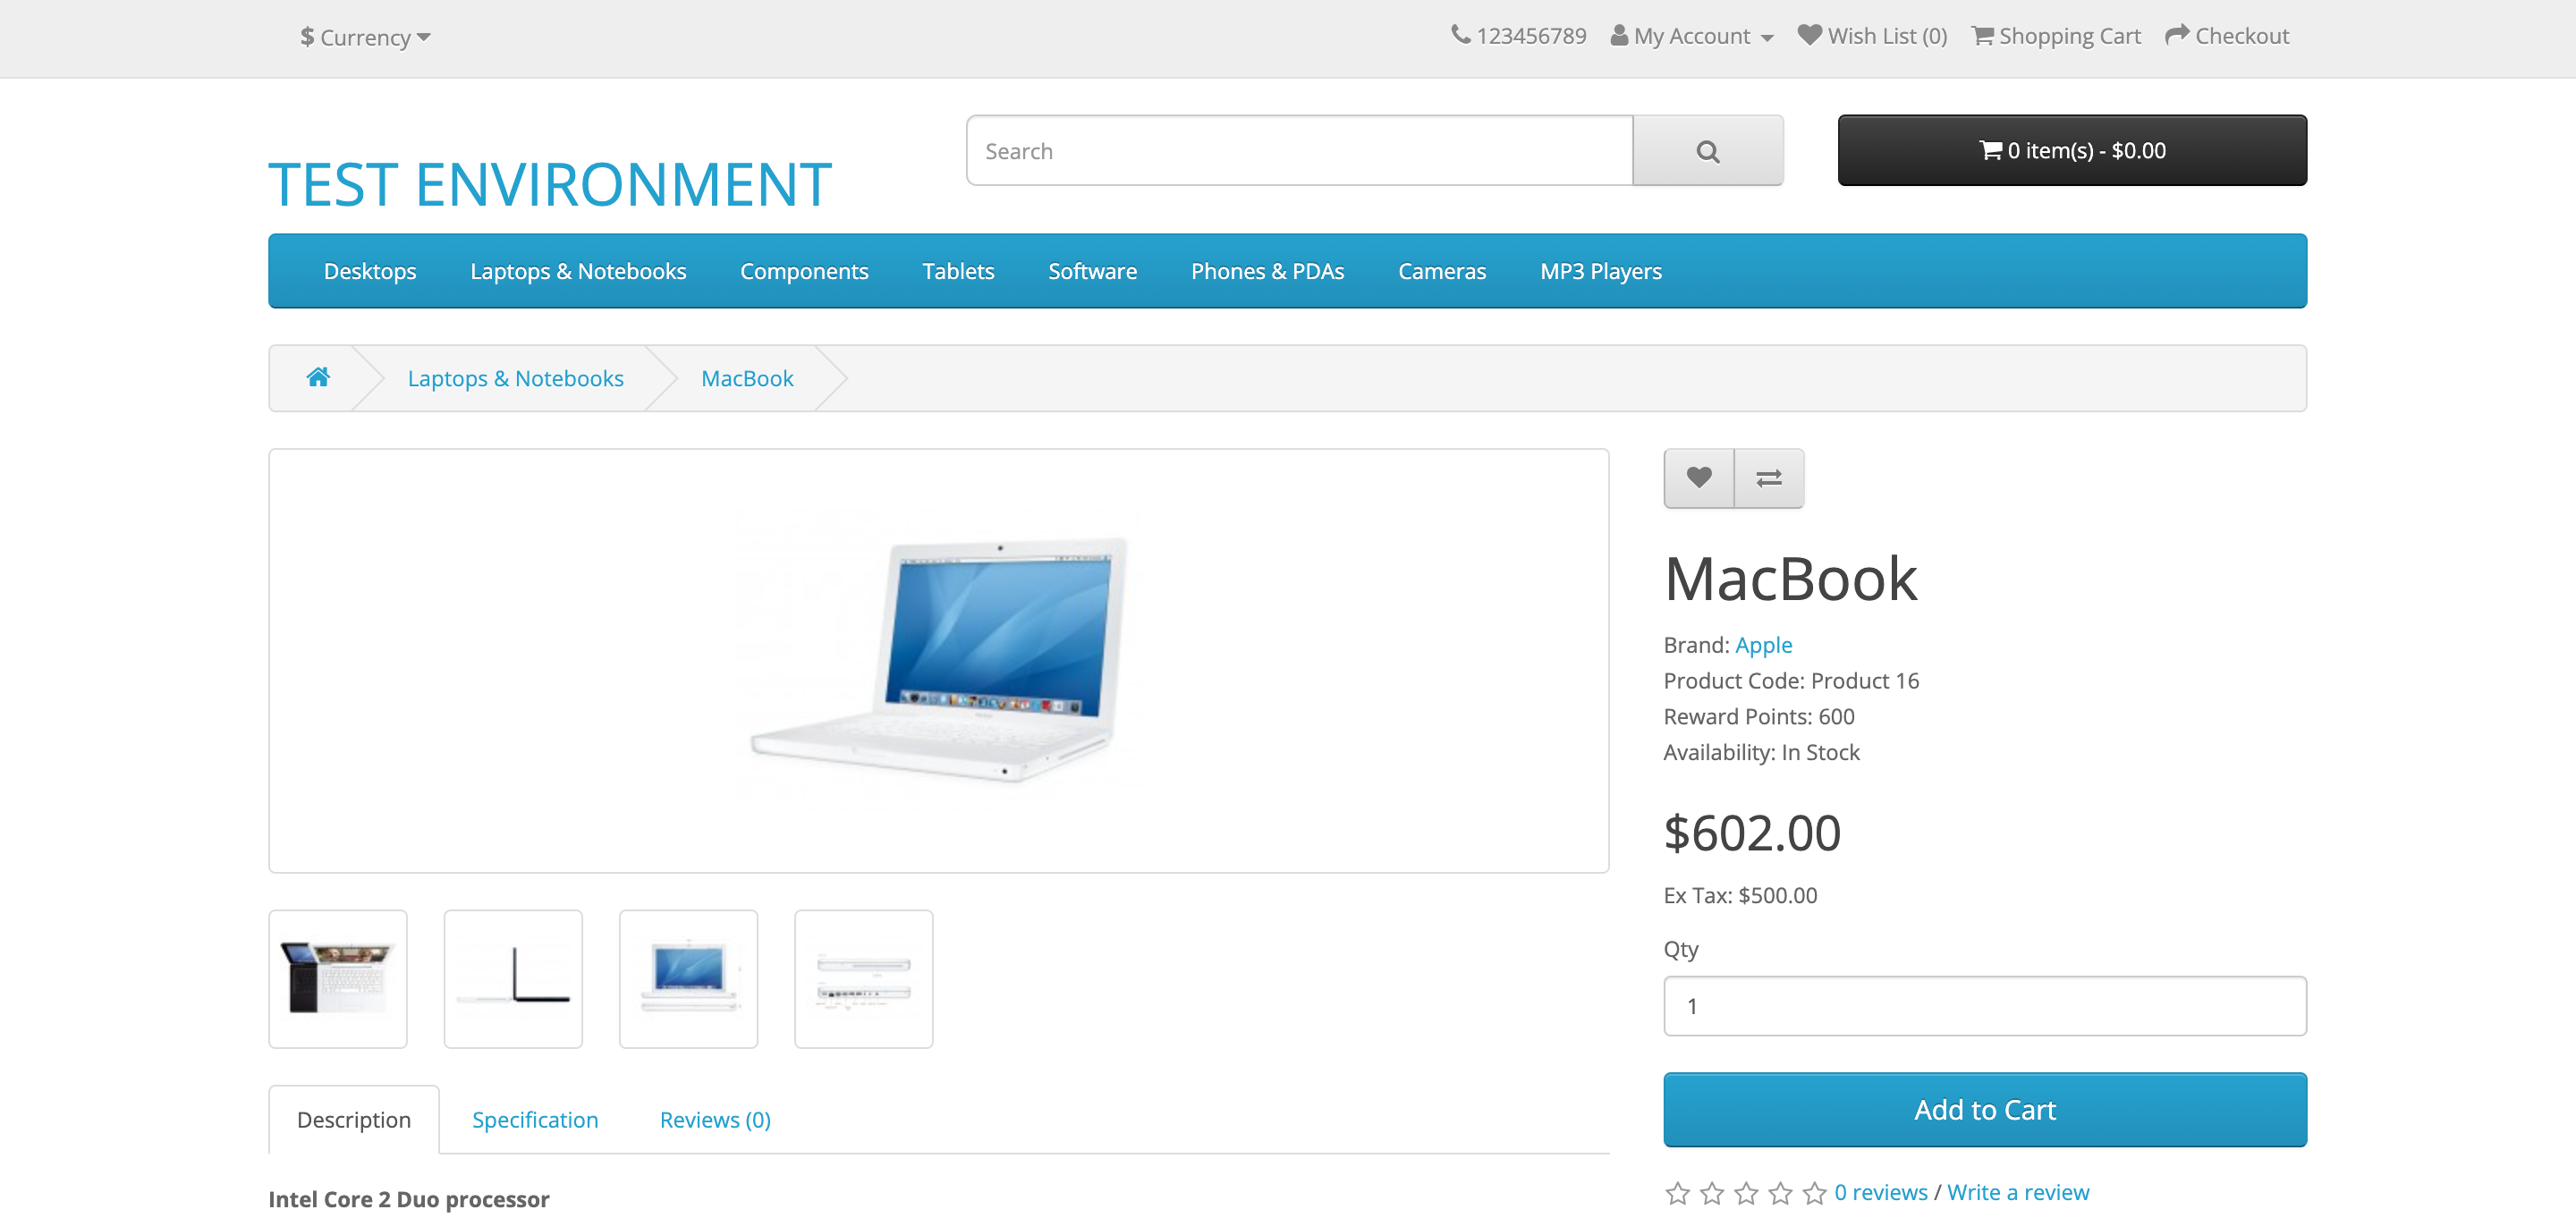 $ Currency
123456789 My Account Wish List (0) Shopping Cart Checkout
TEST ENVIRONMENT
Search
0 item(s) - $0.00
Desktops Laptops & Notebooks Components Tablets Software Phones & PDAs Cameras MP3 Players
Laptops & Notebooks MacBook
MacBook
Brand: Apple
Product Code: Product 16
Reward Points: 600
Availability: In Stock
$602.00
Ex Tax: $500.00
Qty
1
Add to Cart
0 reviews / Write a review
Description Specification Reviews (0)
Intel Core 2 Duo processor